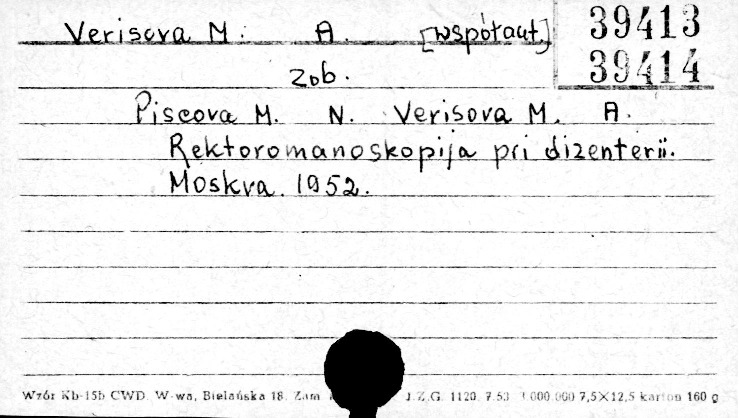 Verisova M. A. [współaut.] 39413
39414
zob.
Piscova M. N. Verisova M. A.
Rektoromanoskopija pri dizenterii.
Moskva. 1952.
Wzór Kb-15b CWD. W-wa, Bielańska 18. Zam. J.Z.G. 1120. 7.53 1.000.000 7,5×12,5 karton 160 g